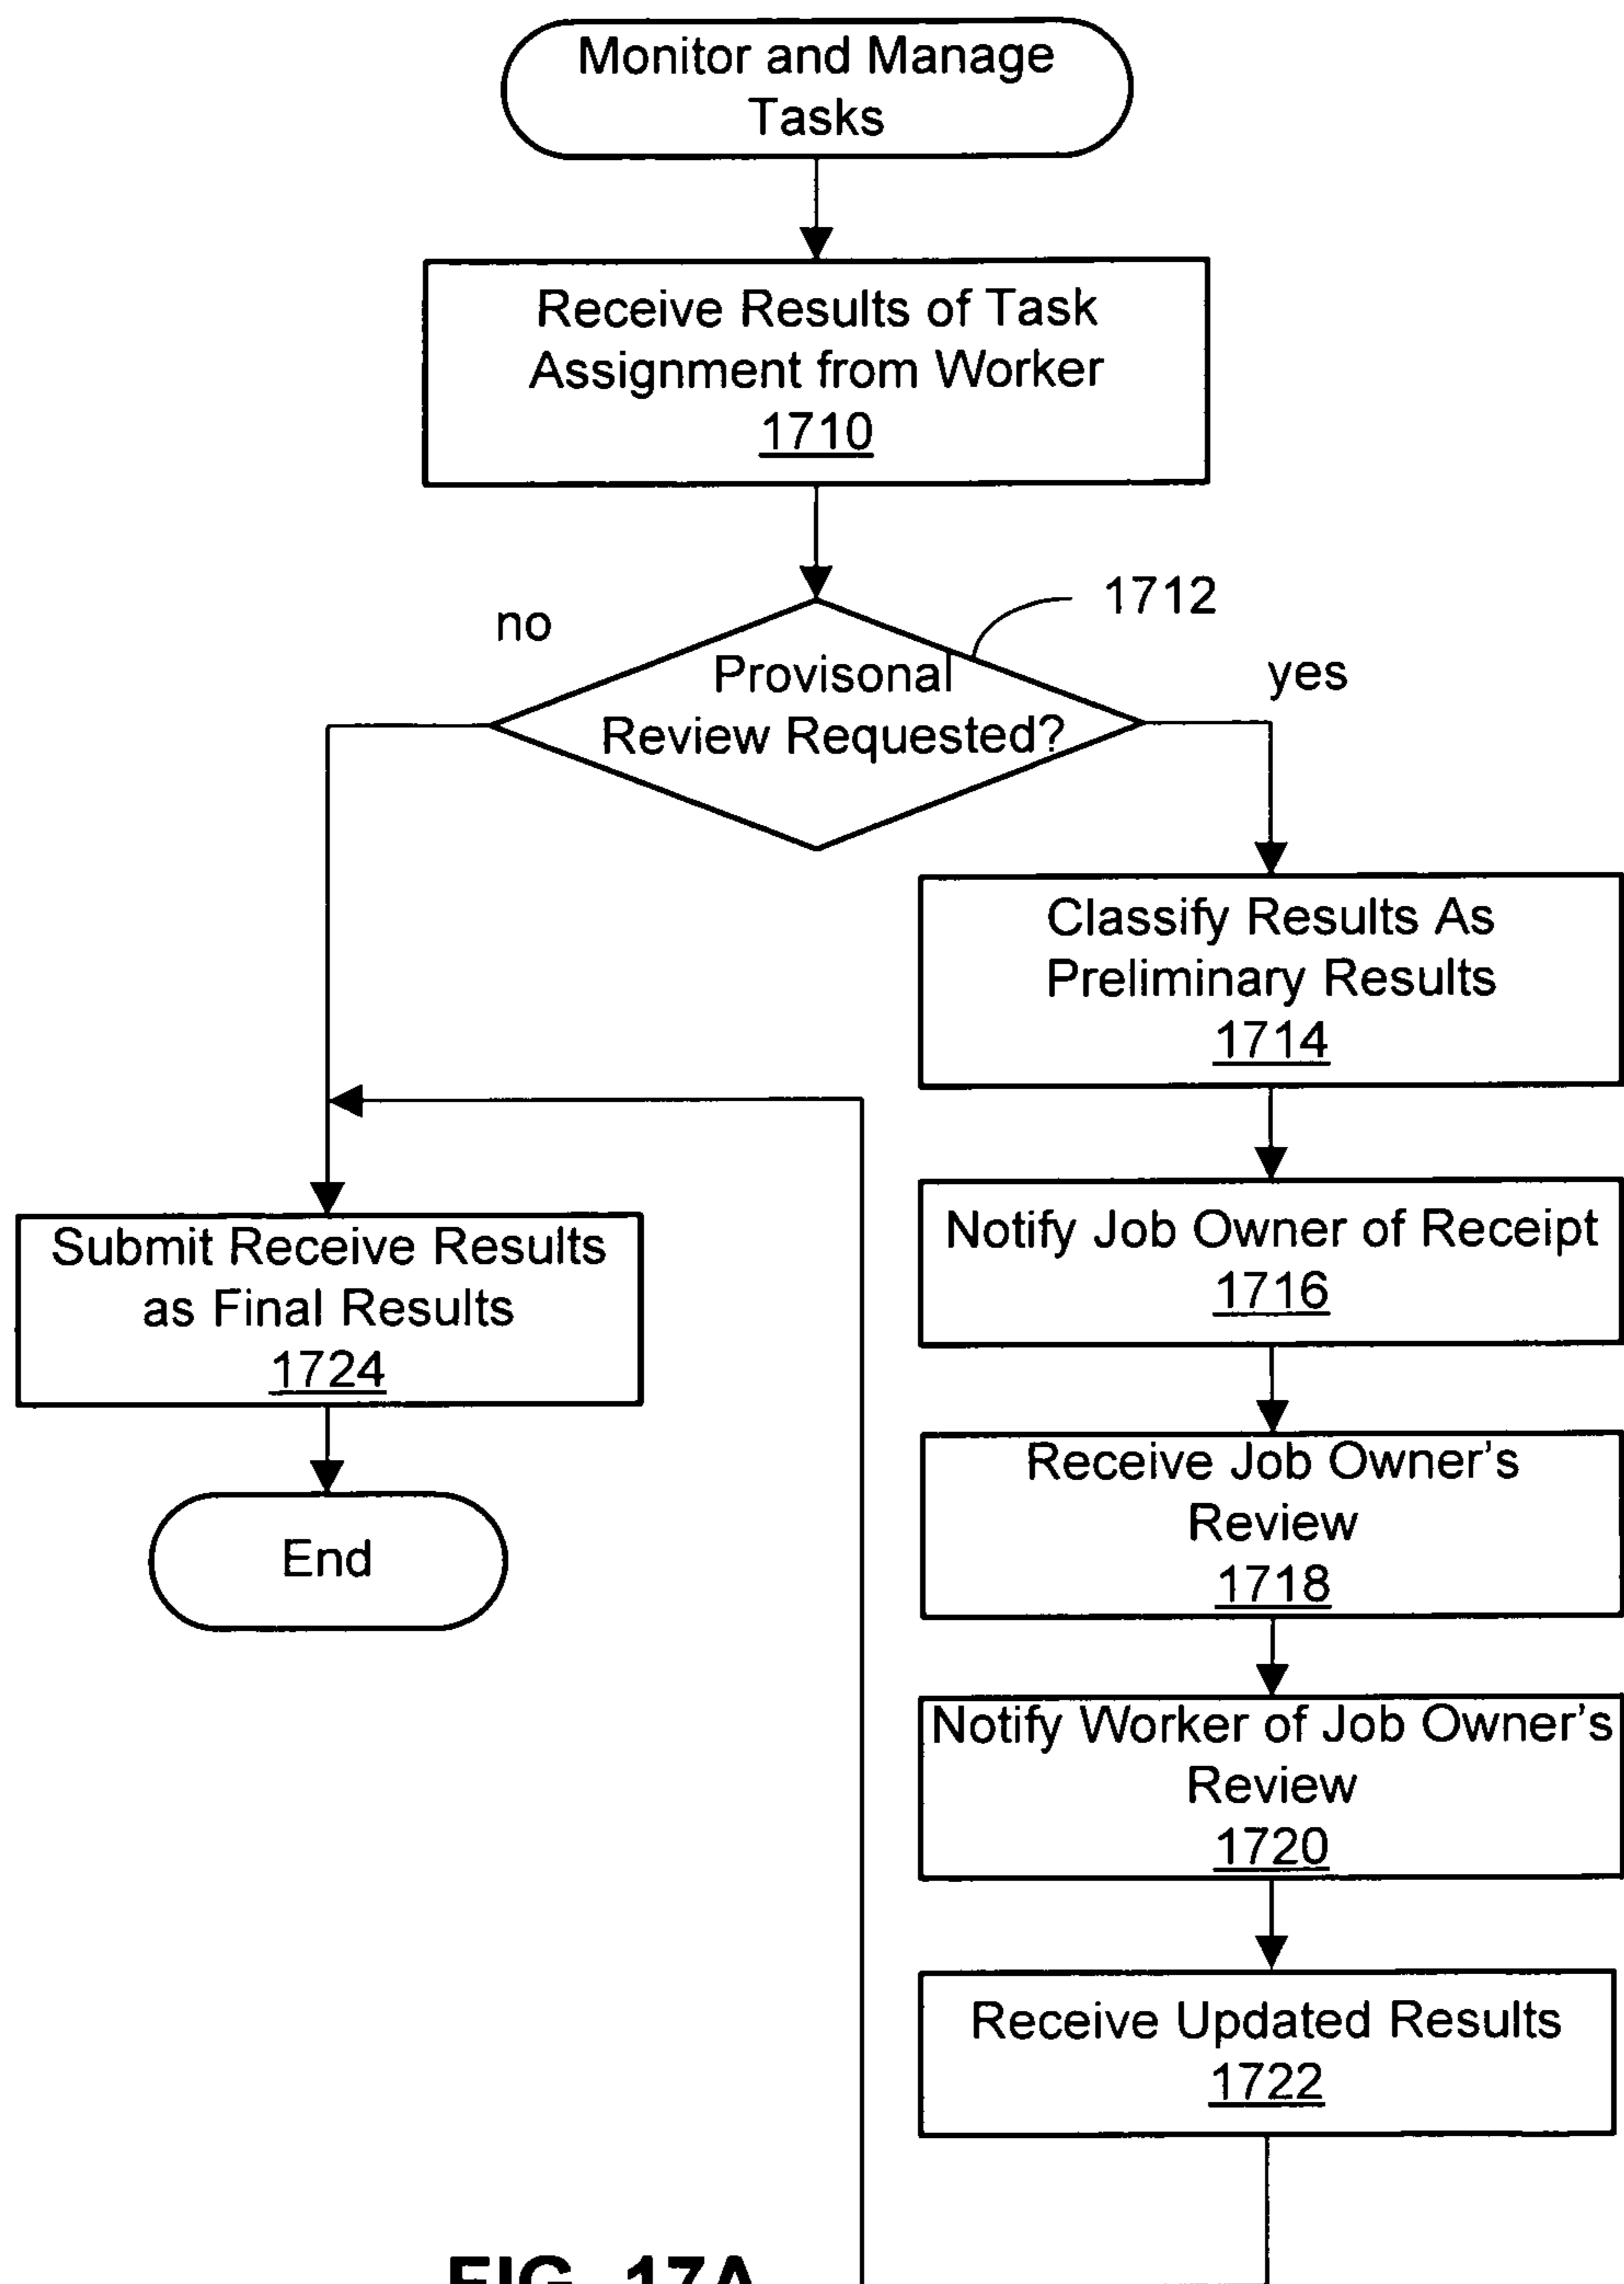 Monitor and Manage
Tasks
Receive Results of Task
Assignment from Worker
1710
1712
no
yes
Provisonal
Review Requested?
Classify Results As
Preliminary Results
1714
Notify Job Owner of Receipt
1716
Submit Receive Results
as Final Results
1724
Receive Job Owner's
Review
1718
End
Notify Worker of Job Owner's
Review
1720
Receive Updated Results
1722
FIG. 17A